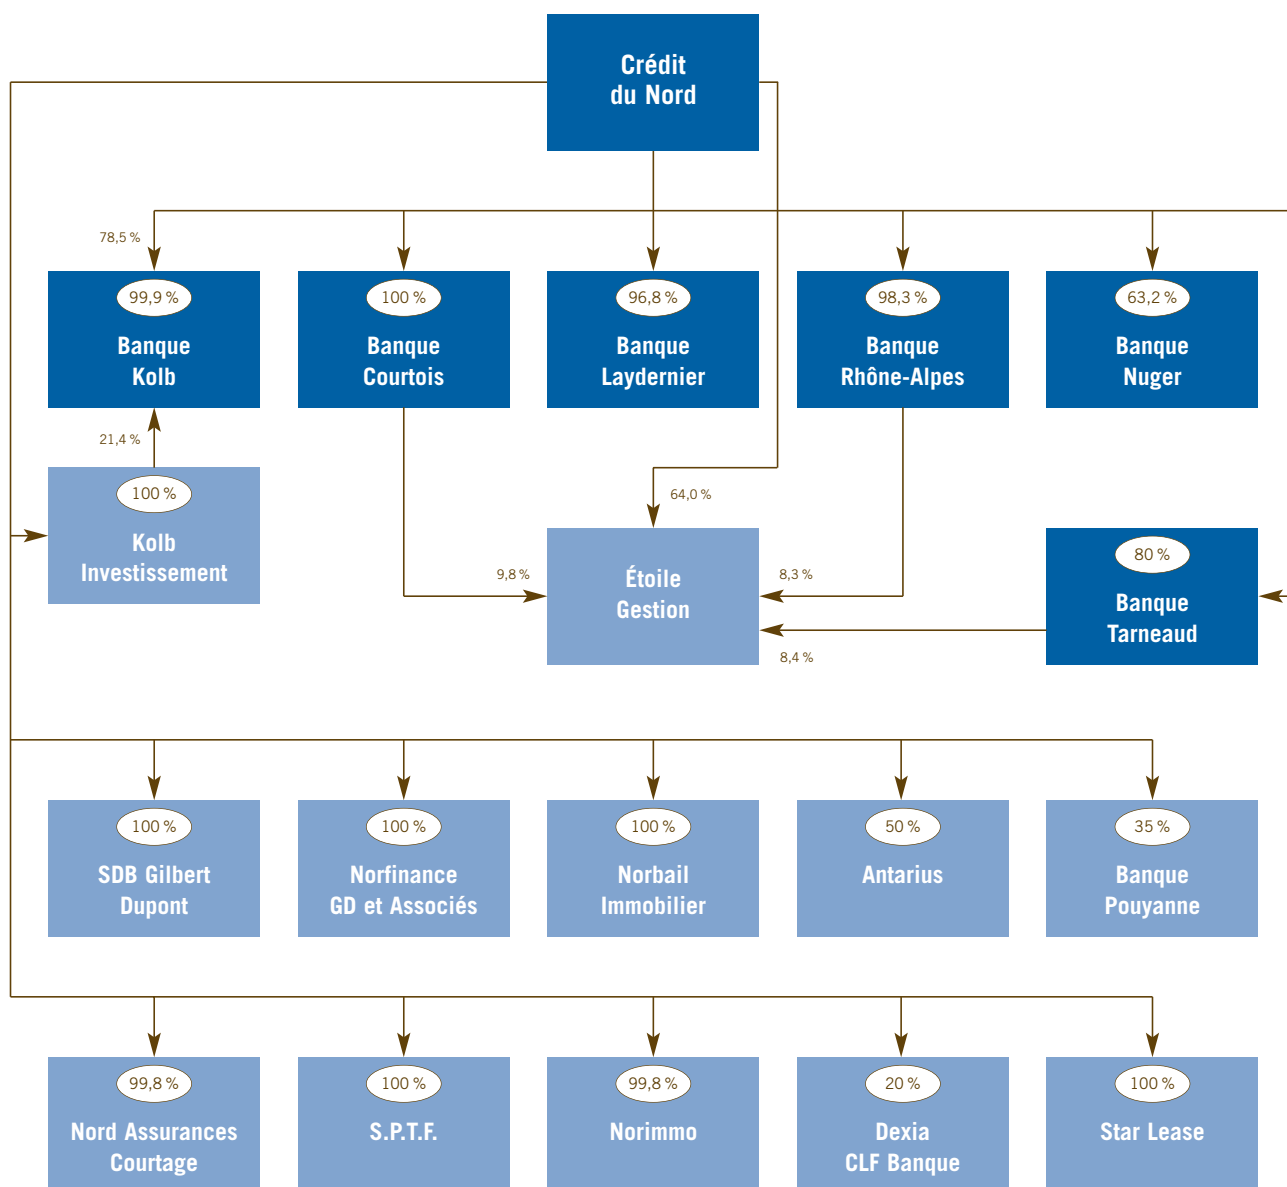 Crédit
du Nord
78,5 %
99,9 %
Banque
Kolb
100 %
Banque
Courtois
96,8 %
Banque
Laydernier
98,3 %
Banque
Rhône-Alpes
63,2 %
Banque
Nuger
21,4 %
100 %
Kolb
Investissement
64,0 %
9,8 %
Étoile
Gestion
8,3 %
8,4 %
80 %
Banque
Tarneaud
100 %
SDB Gilbert
Dupont
100 %
Norfinance
GD et Associés
100 %
Norbail
Immobilier
50 %
Antarius
35 %
Banque
Pouyanne
99,8 %
Nord Assurances
Courtage
100 %
S.P.T.F.
99,8 %
Norimmo
20 %
Dexia
CLF Banque
100 %
Star Lease